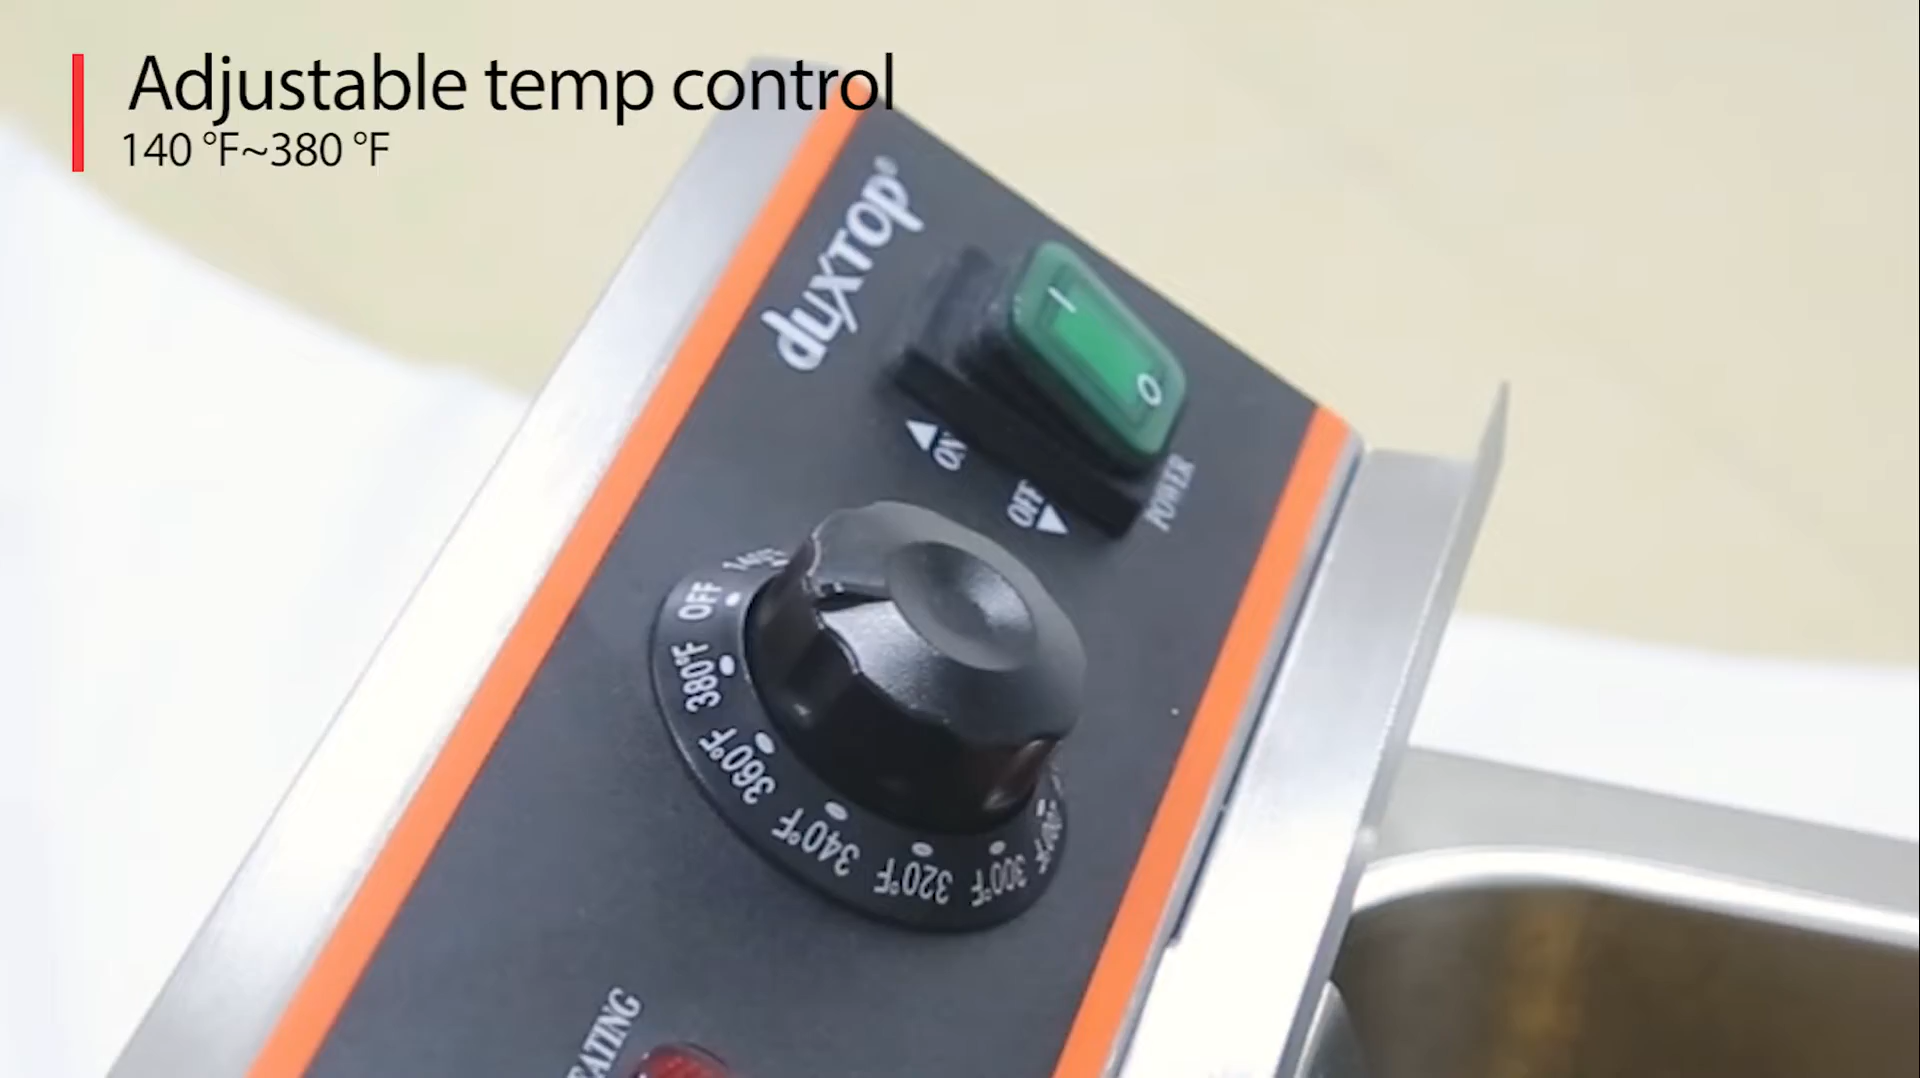 Adjustable temp control
140 °F~380 °F
duxtop®
I
O
ON
OFF
POWER
OFF
380°F
360°F
340°F
320°F
300°F